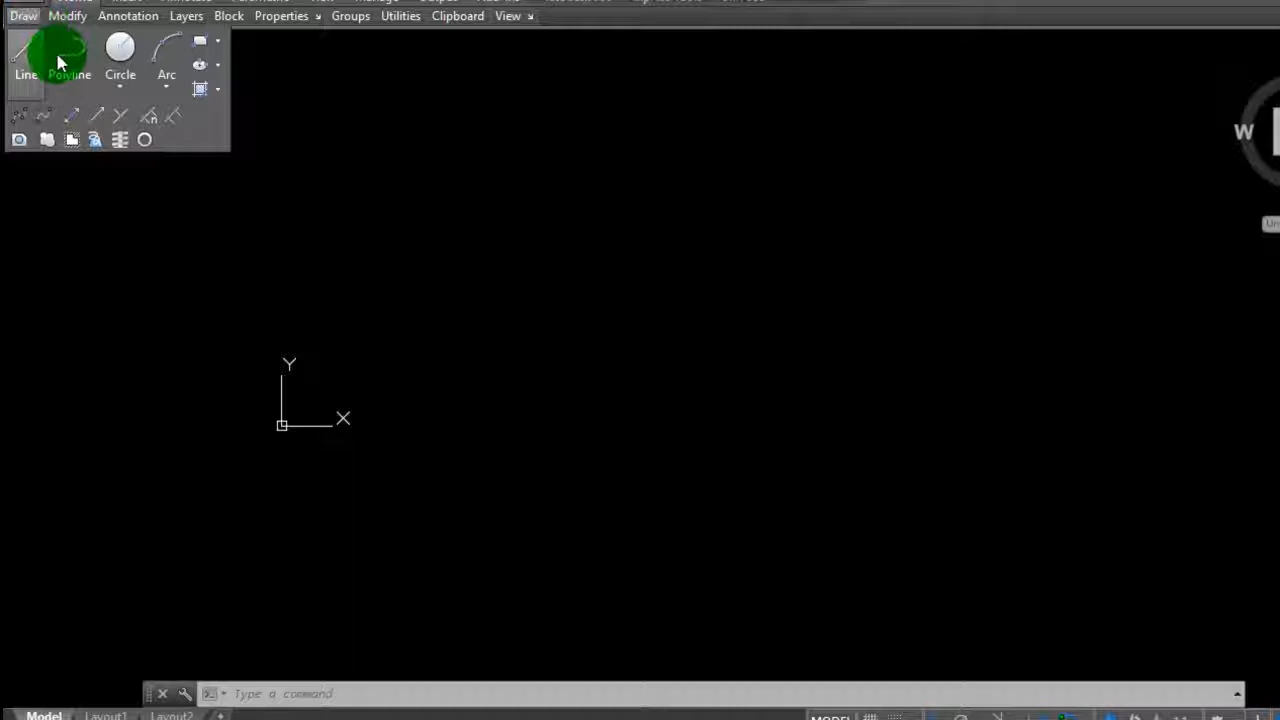 Draw Modify Annotation Layers Block Properties Groups Utilities Clipboard View
Line Polyline Circle Arc
W
Y
X
Type a command
Model Layout1 Layout2 +
MODEL